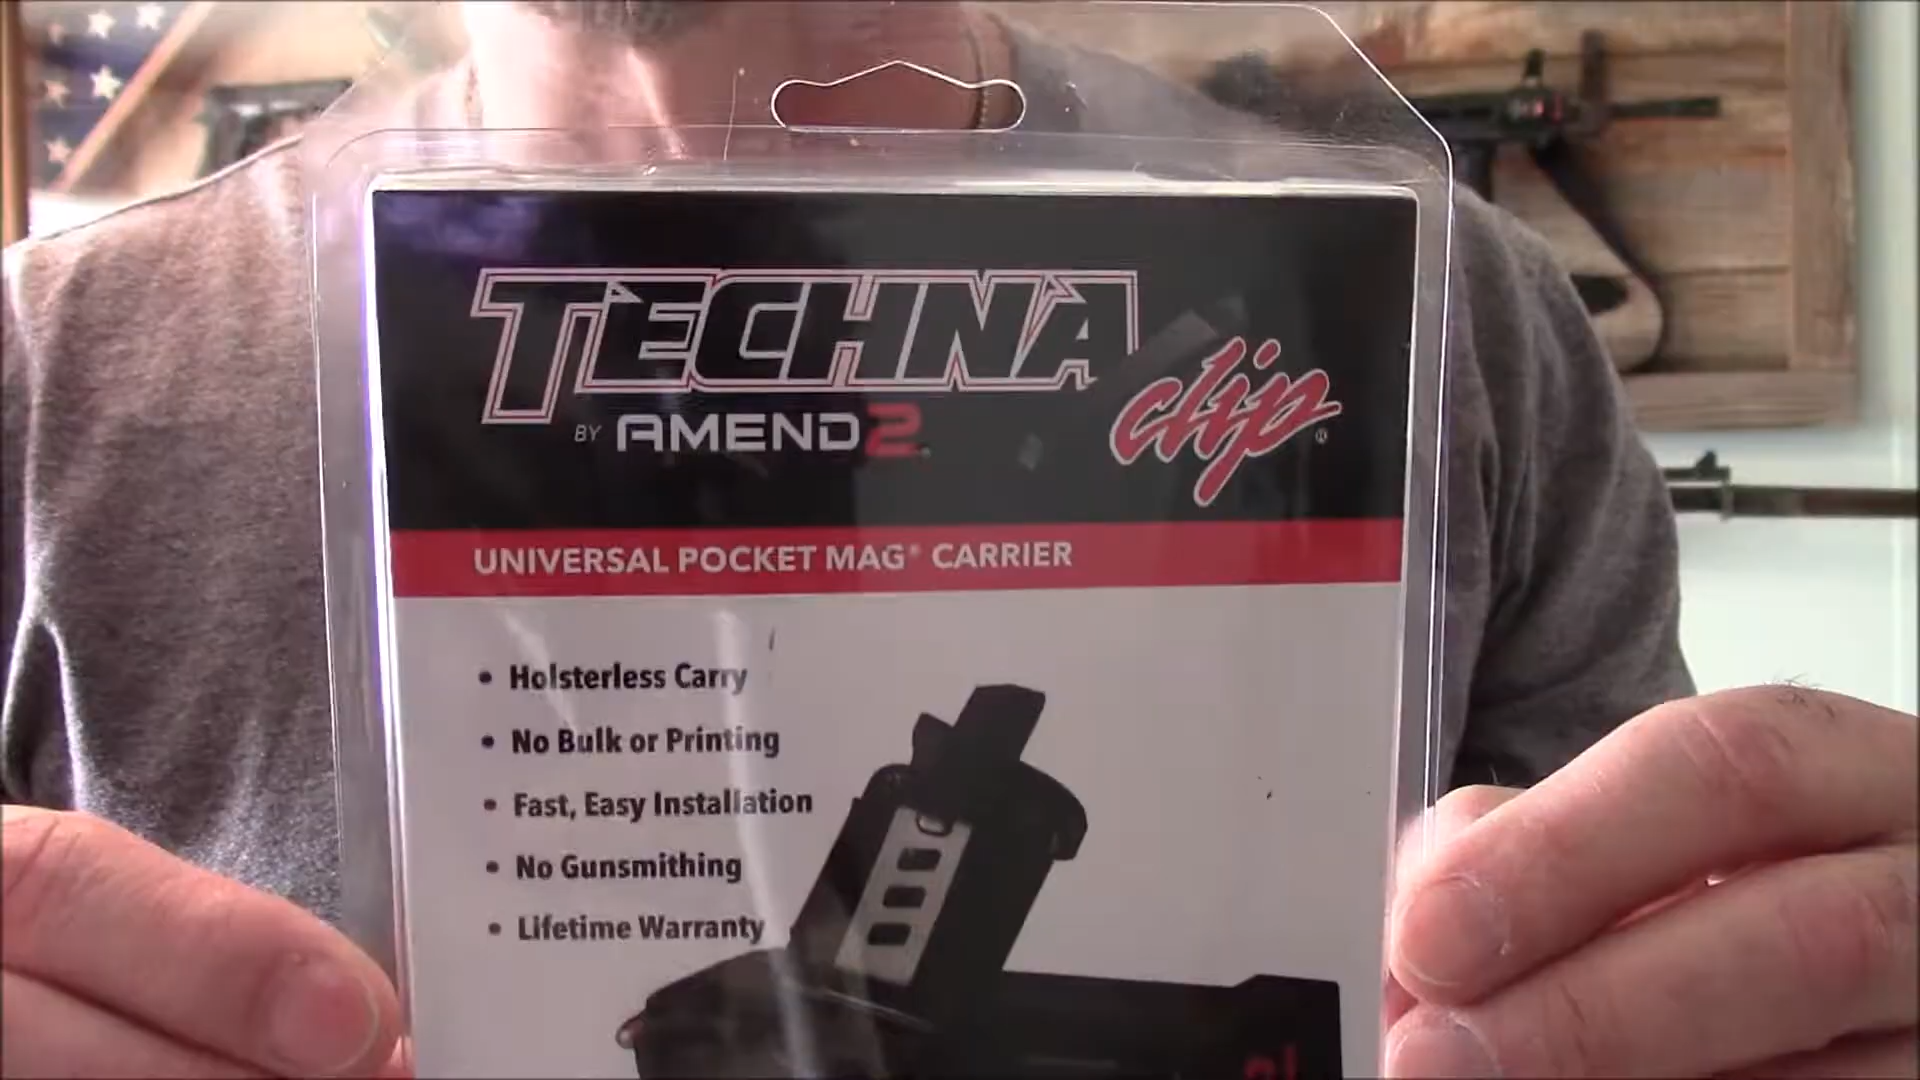 TECHNA
clip®
BY AMEND2
UNIVERSAL POCKET MAG® CARRIER
• Holsterless Carry
• No Bulk or Printing
• Fast, Easy Installation
• No Gunsmithing
• Lifetime Warranty